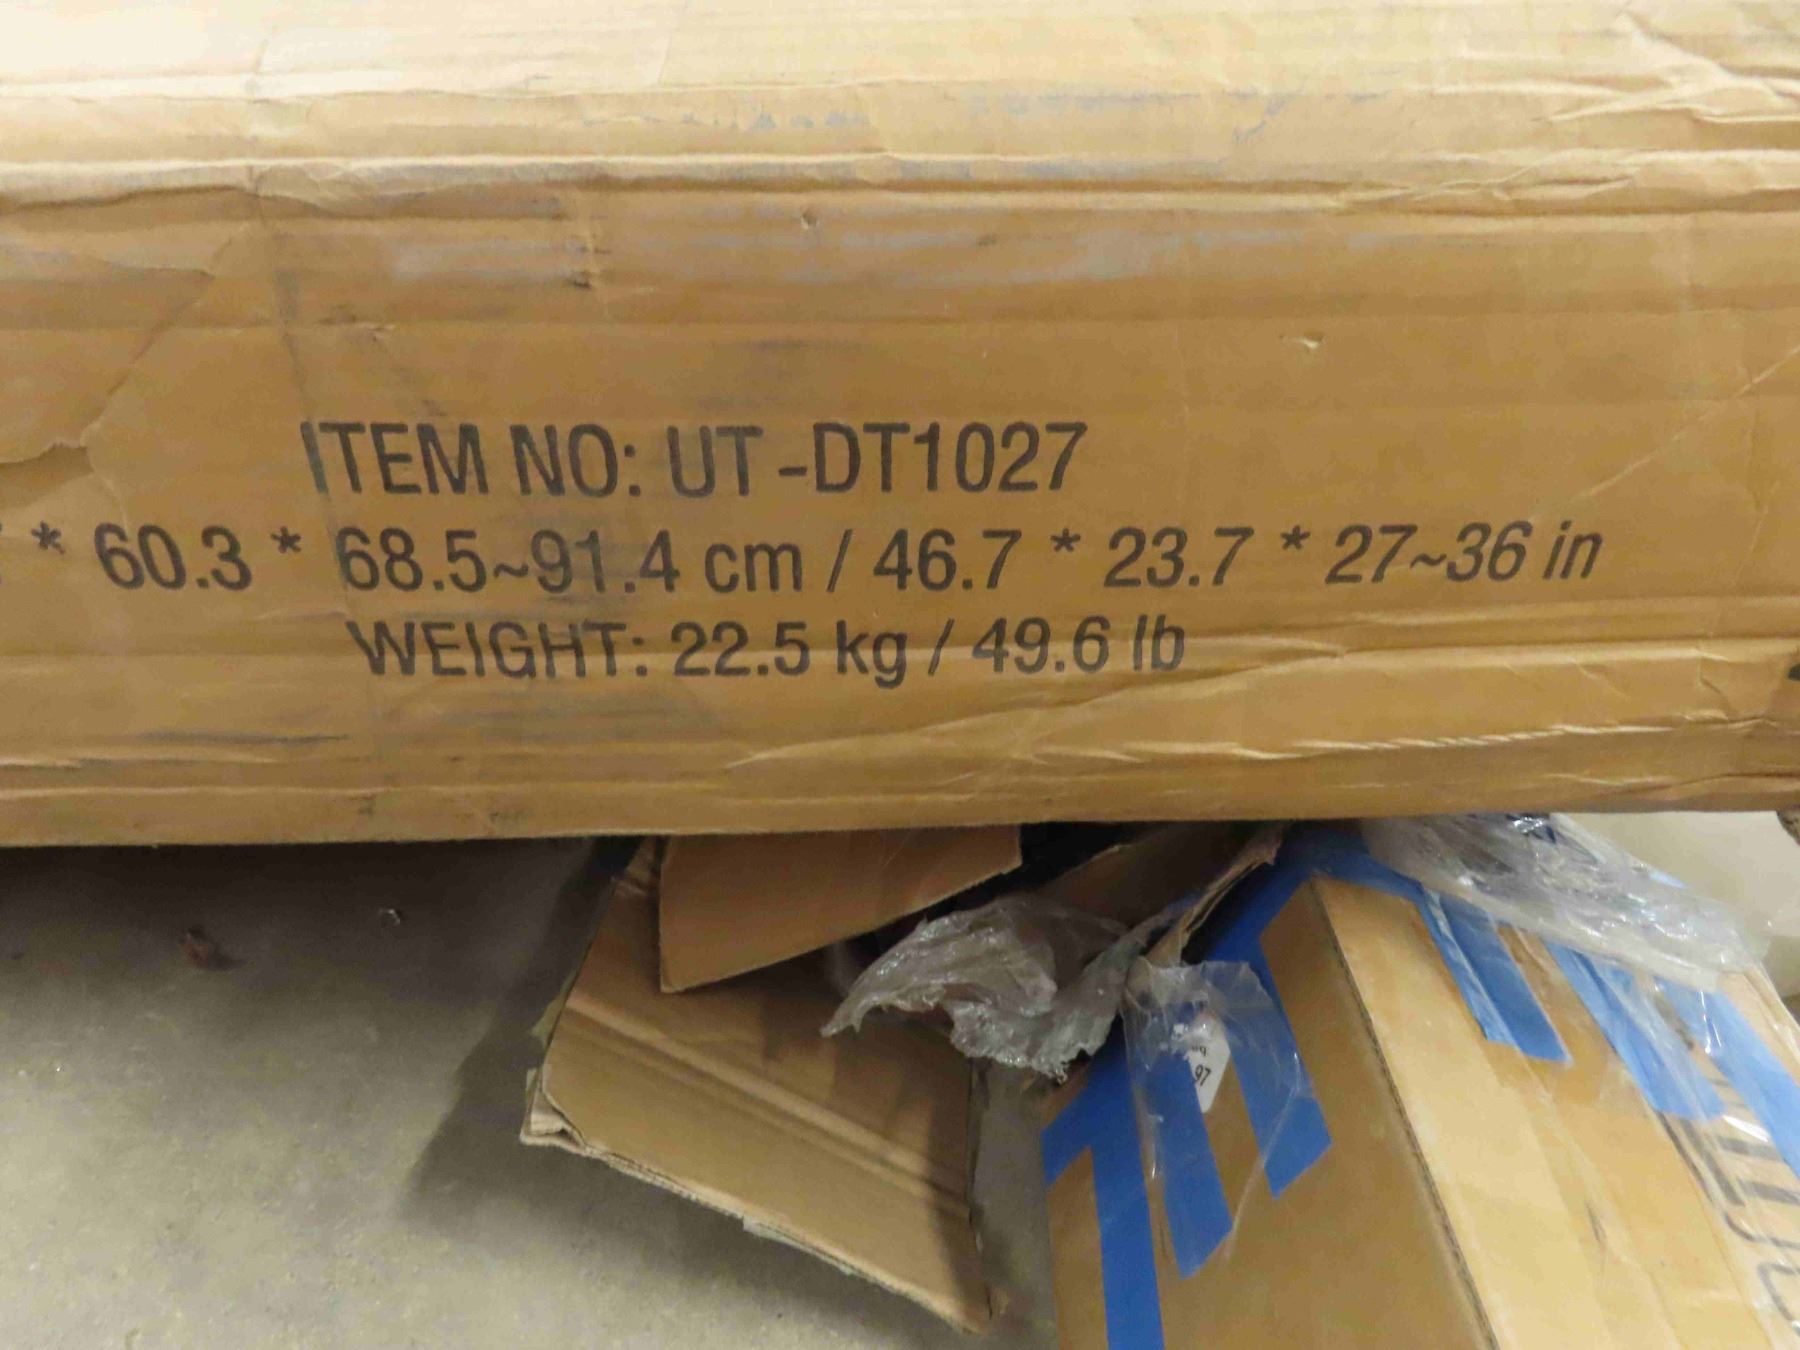 ITEM NO: UT-DT1027
* 60.3 * 68.5~91.4 cm / 46.7 * 23.7 * 27~36 in
WEIGHT: 22.5 kg / 49.6 lb
97